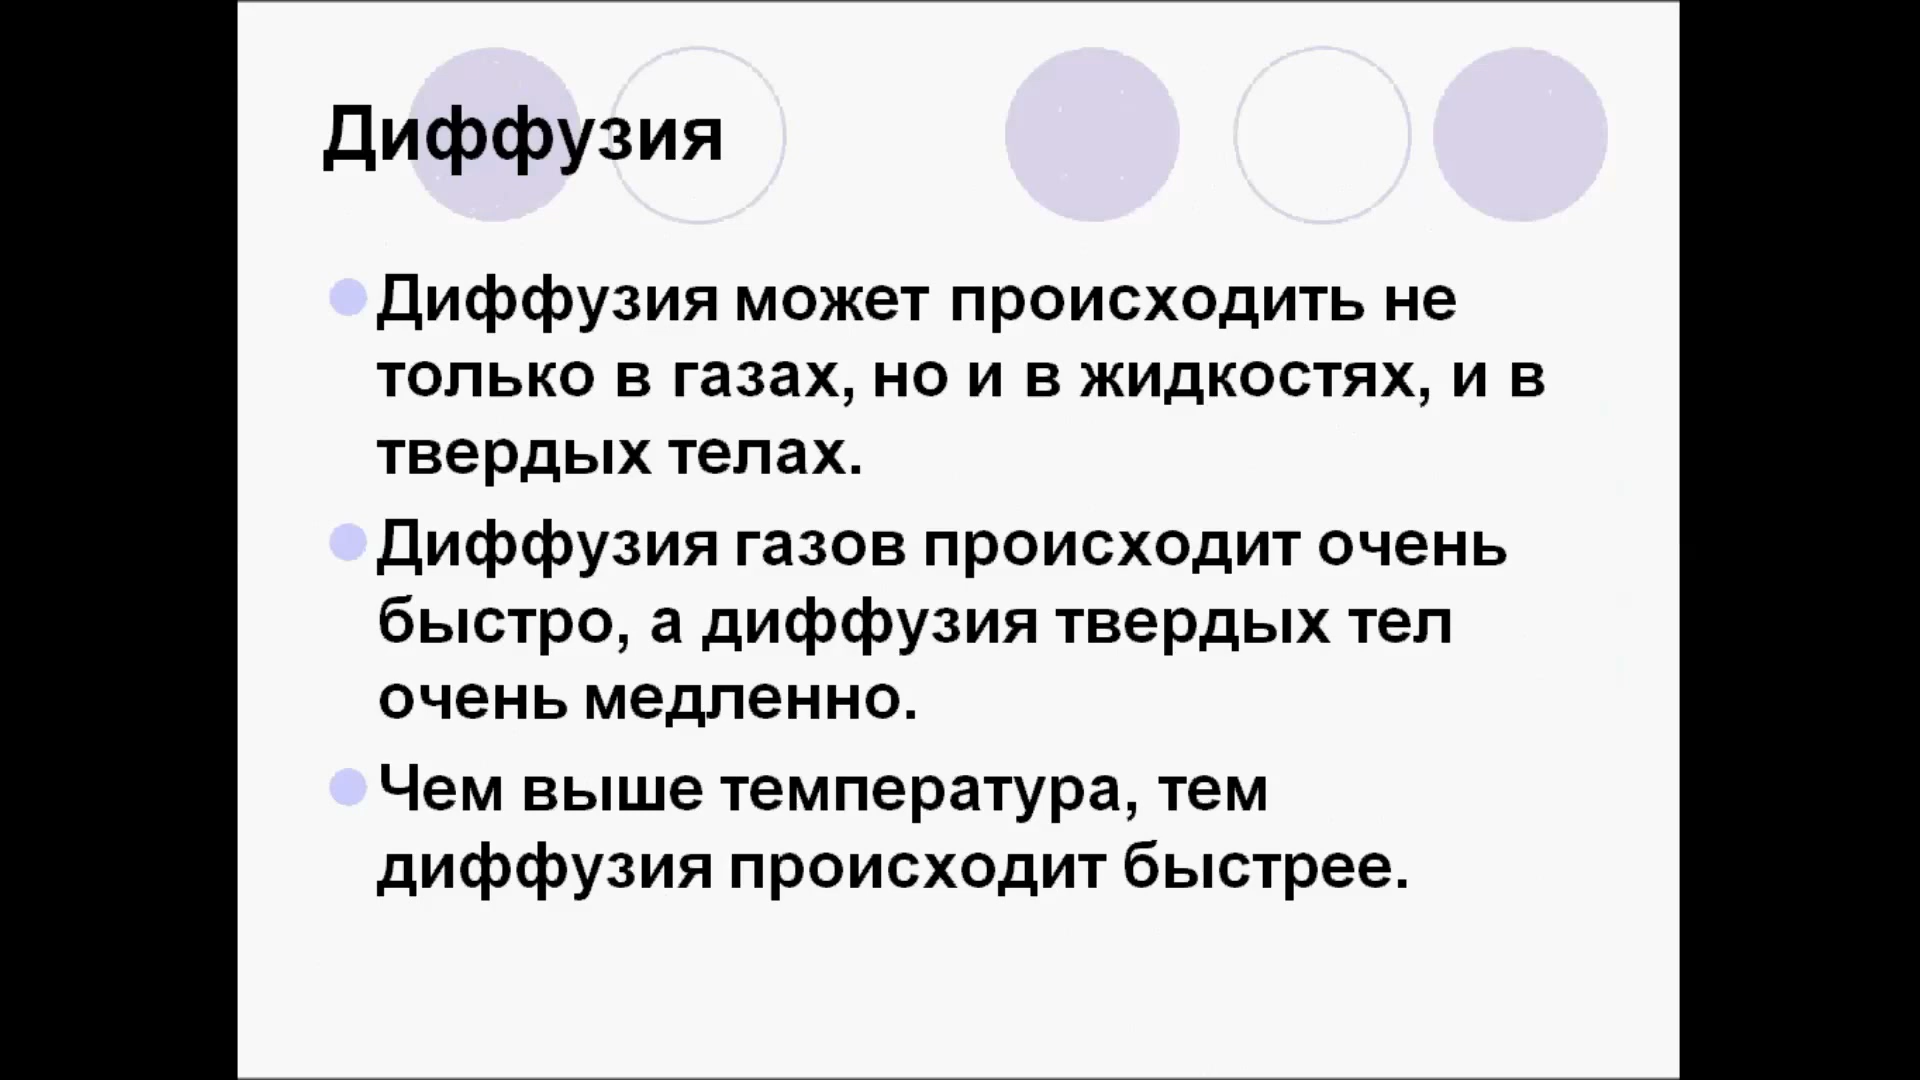 Диффузия
Диффузия может происходить не
только в газах, но и в жидкостях, и в
твердых телах.
Диффузия газов происходит очень
быстро, а диффузия твердых тел
очень медленно.
Чем выше температура, тем
диффузия происходит быстрее.